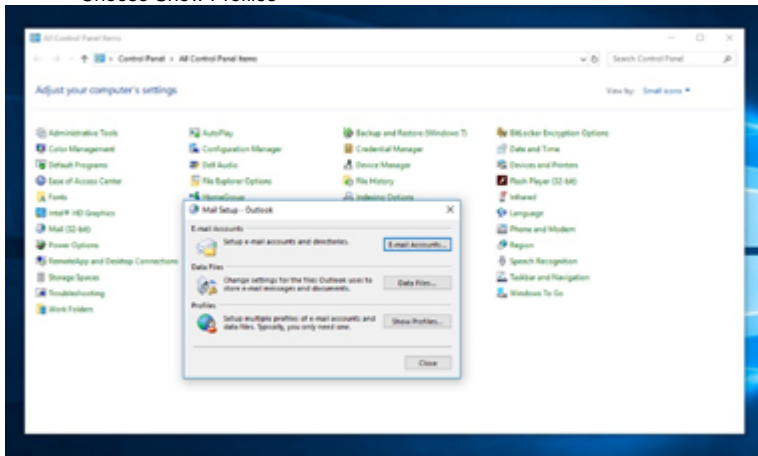 Choose Show Profiles
All Control Panel Items
Control Panel > All Control Panel Items
Search Control Panel
Adjust your computer's settings
View by: Small icons
Administrative Tools
AutoPlay
Backup and Restore (Windows 7)
BitLocker Encryption Options
Color Management
Configuration Manager
Credential Manager
Date and Time
Default Programs
Dell Audio
Device Manager
Devices and Printers
Ease of Access Center
File Explorer Options
File History
Flash Player (32-bit)
Fonts
HomeGroup
Indexing Options
Infrared
Intel® HD Graphics
Language
Mail (32-bit)
Phone and Modem
Power Options
Region
RemoteApp and Desktop Connections
Speech Recognition
Storage Spaces
Taskbar and Navigation
Troubleshooting
Windows To Go
Work Folders
Mail Setup - Outlook
E-mail Accounts
Setup e-mail accounts and directories.
E-mail Accounts...
Data Files
Change settings for the files Outlook uses to
store e-mail messages and documents.
Data Files...
Profiles
Setup multiple profiles of e-mail accounts and
data files. Typically, you only need one.
Show Profiles...
Close